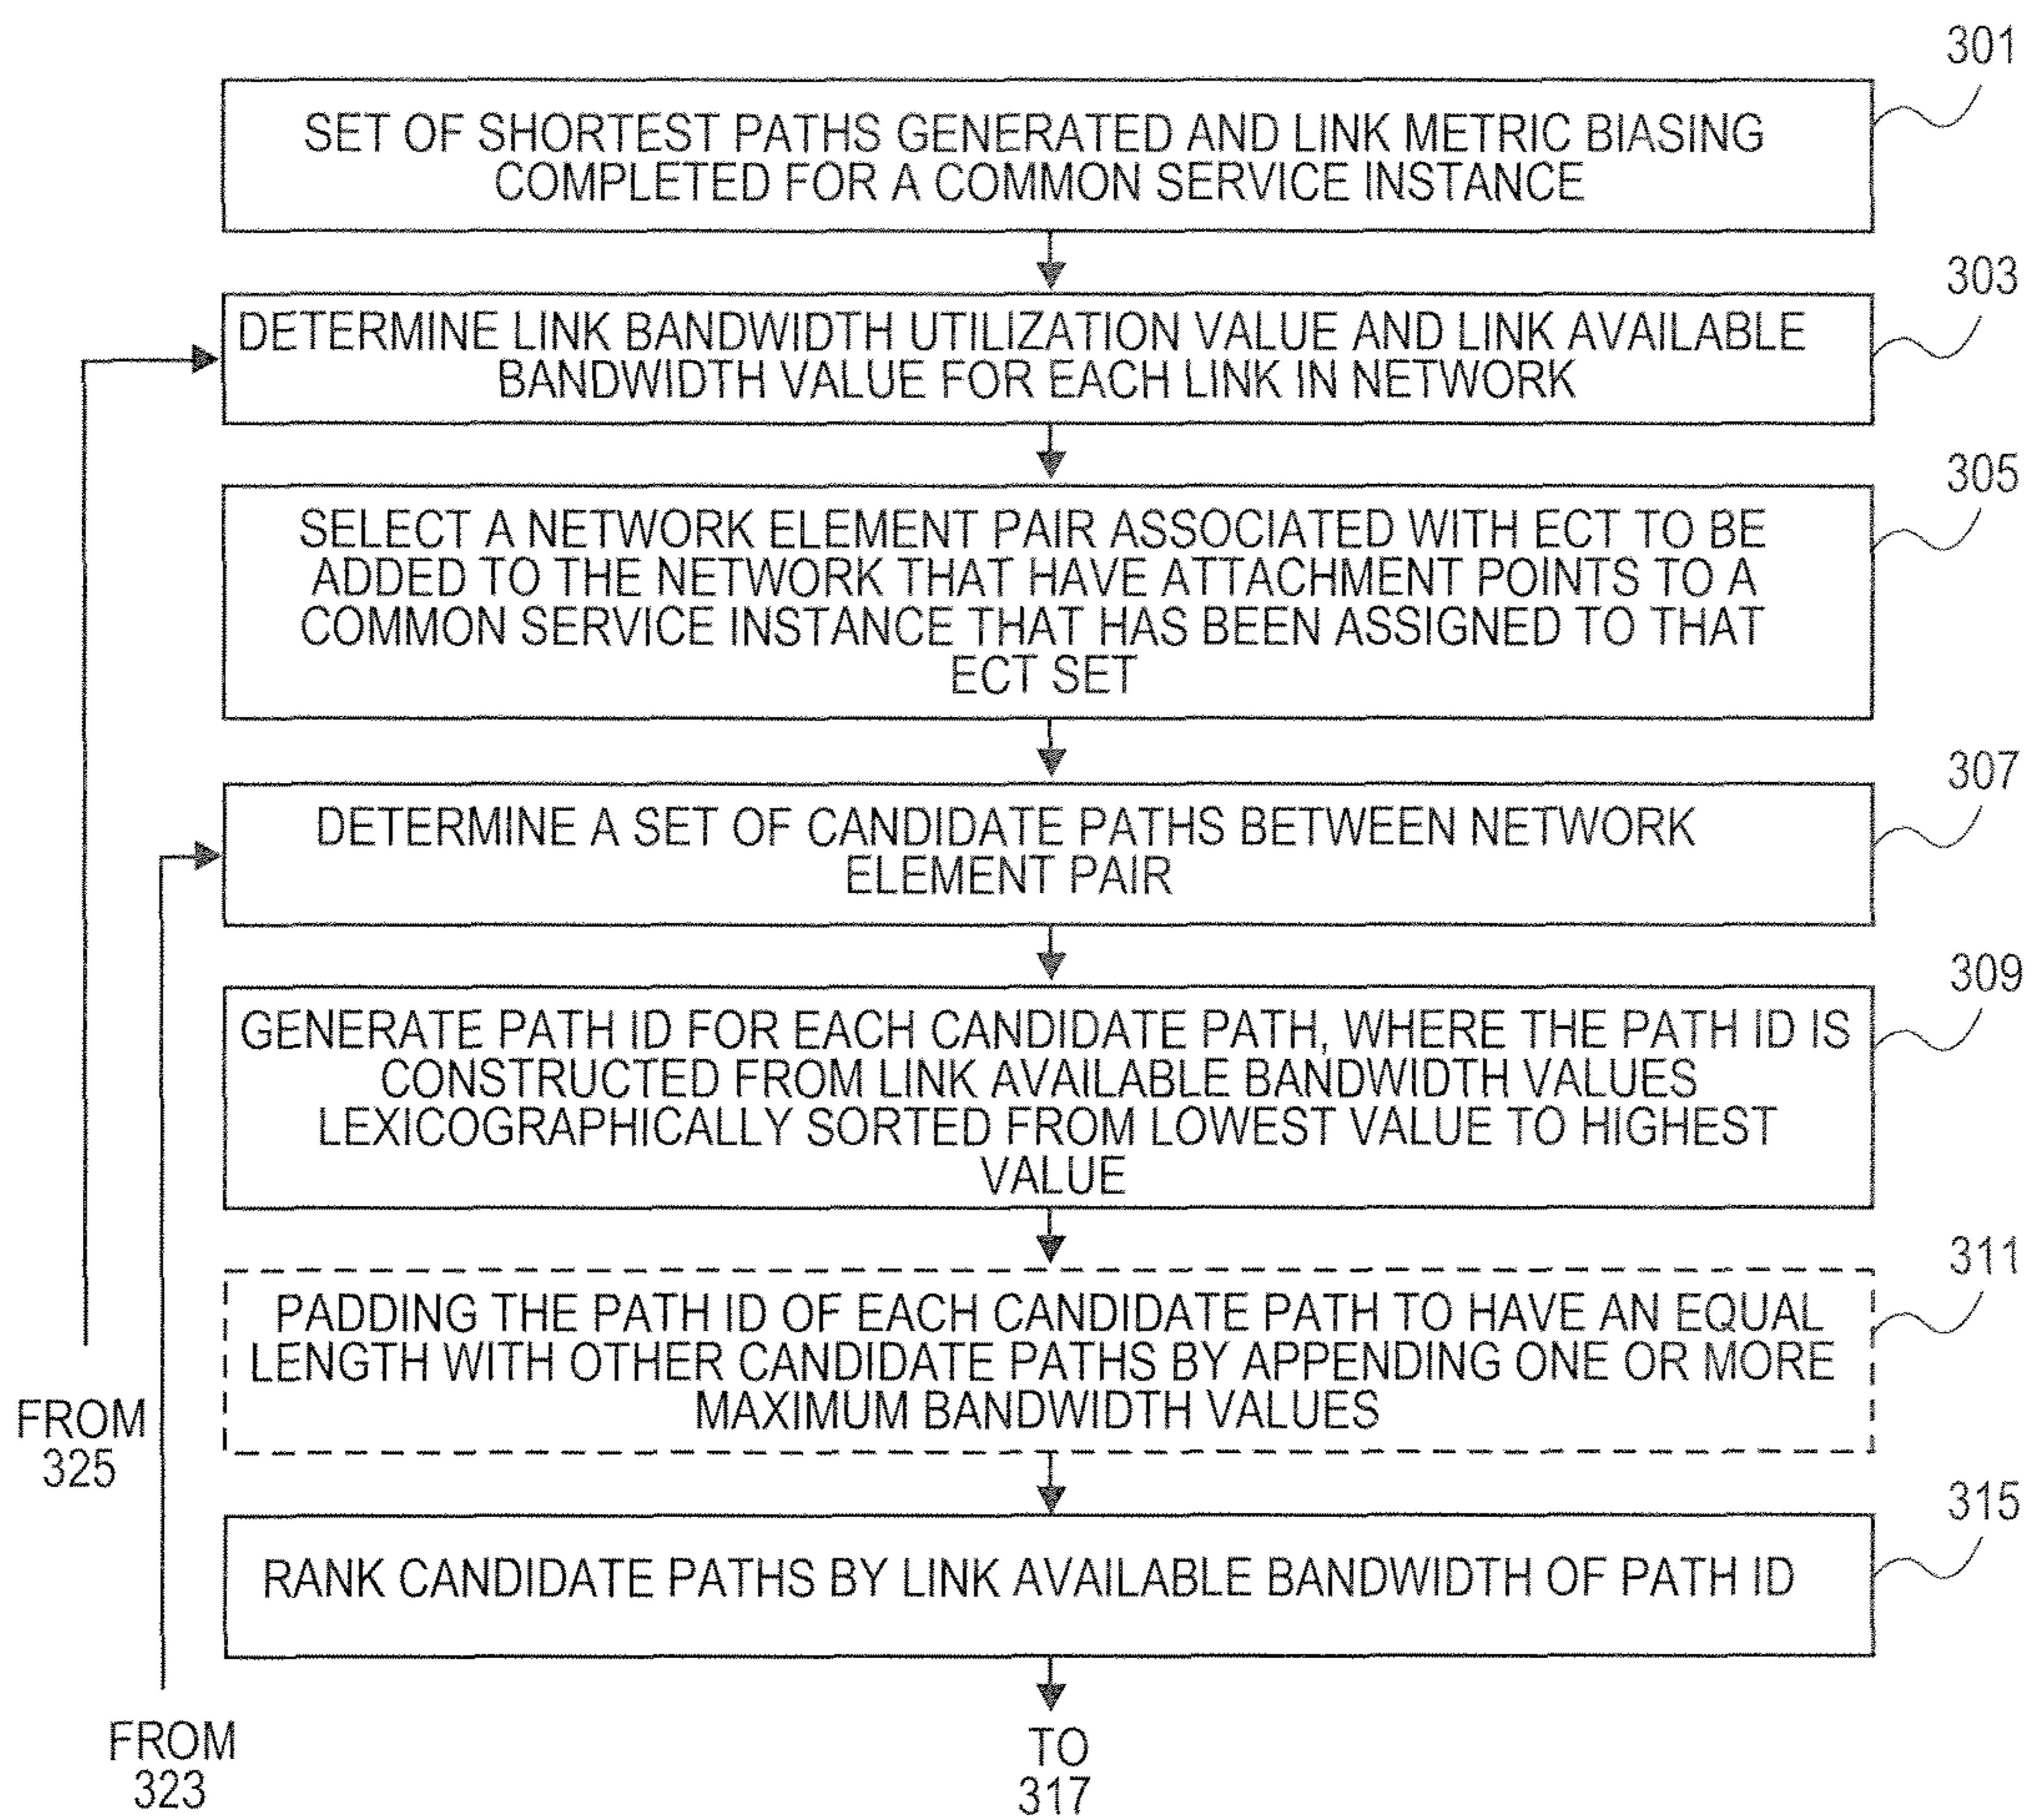 301
SET OF SHORTEST PATHS GENERATED AND LINK METRIC BIASING
COMPLETED FOR A COMMON SERVICE INSTANCE
303
DETERMINE LINK BANDWIDTH UTILIZATION VALUE AND LINK AVAILABLE
BANDWIDTH VALUE FOR EACH LINK IN NETWORK
305
SELECT A NETWORK ELEMENT PAIR ASSOCIATED WITH ECT TO BE
ADDED TO THE NETWORK THAT HAVE ATTACHMENT POINTS TO A
COMMON SERVICE INSTANCE THAT HAS BEEN ASSIGNED TO THAT
ECT SET
307
DETERMINE A SET OF CANDIDATE PATHS BETWEEN NETWORK
ELEMENT PAIR
309
GENERATE PATH ID FOR EACH CANDIDATE PATH, WHERE THE PATH ID IS
CONSTRUCTED FROM LINK AVAILABLE BANDWIDTH VALUES
LEXICOGRAPHICALLY SORTED FROM LOWEST VALUE TO HIGHEST
VALUE
311
PADDING THE PATH ID OF EACH CANDIDATE PATH TO HAVE AN EQUAL
LENGTH WITH OTHER CANDIDATE PATHS BY APPENDING ONE OR MORE
MAXIMUM BANDWIDTH VALUES
FROM
325
315
RANK CANDIDATE PATHS BY LINK AVAILABLE BANDWIDTH OF PATH ID
FROM
323
TO
317